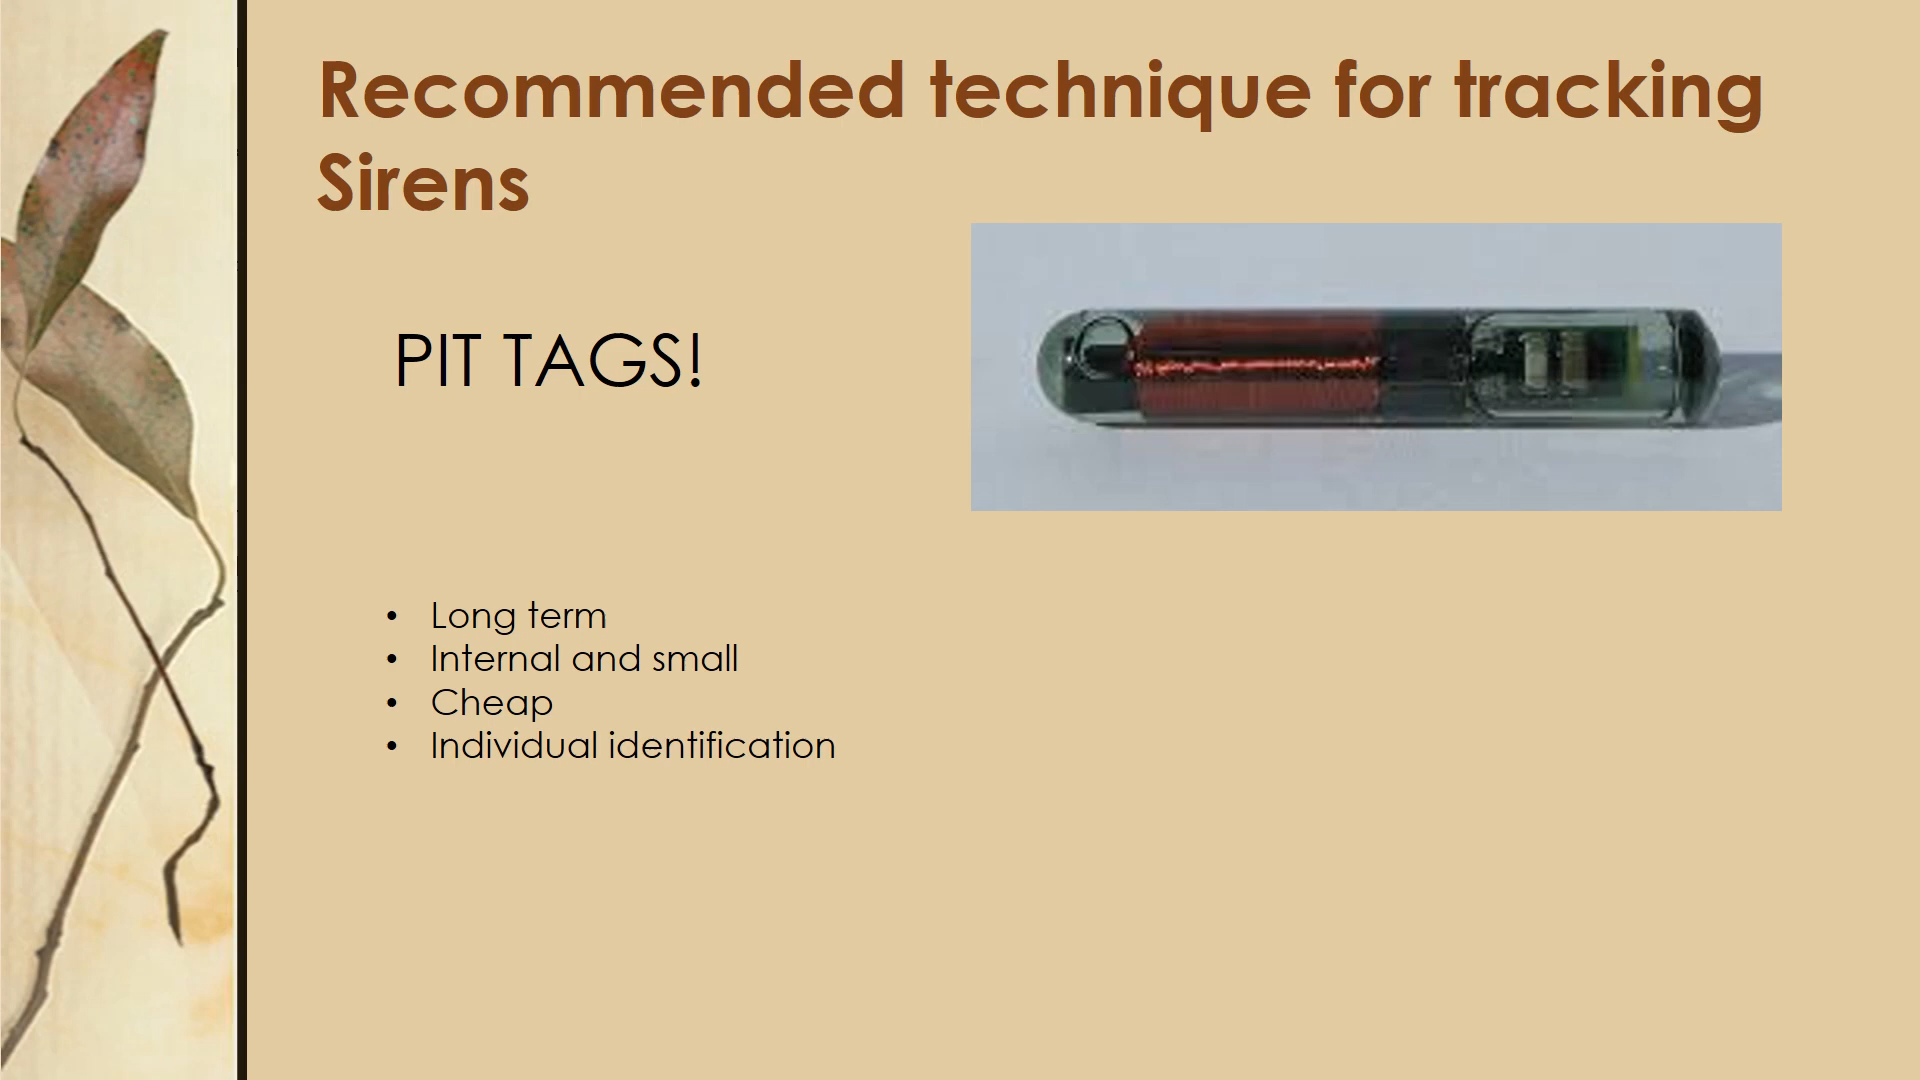 Recommended technique for tracking
Sirens
PIT TAGS!
• Long term
• Internal and small
• Cheap
• Individual identification